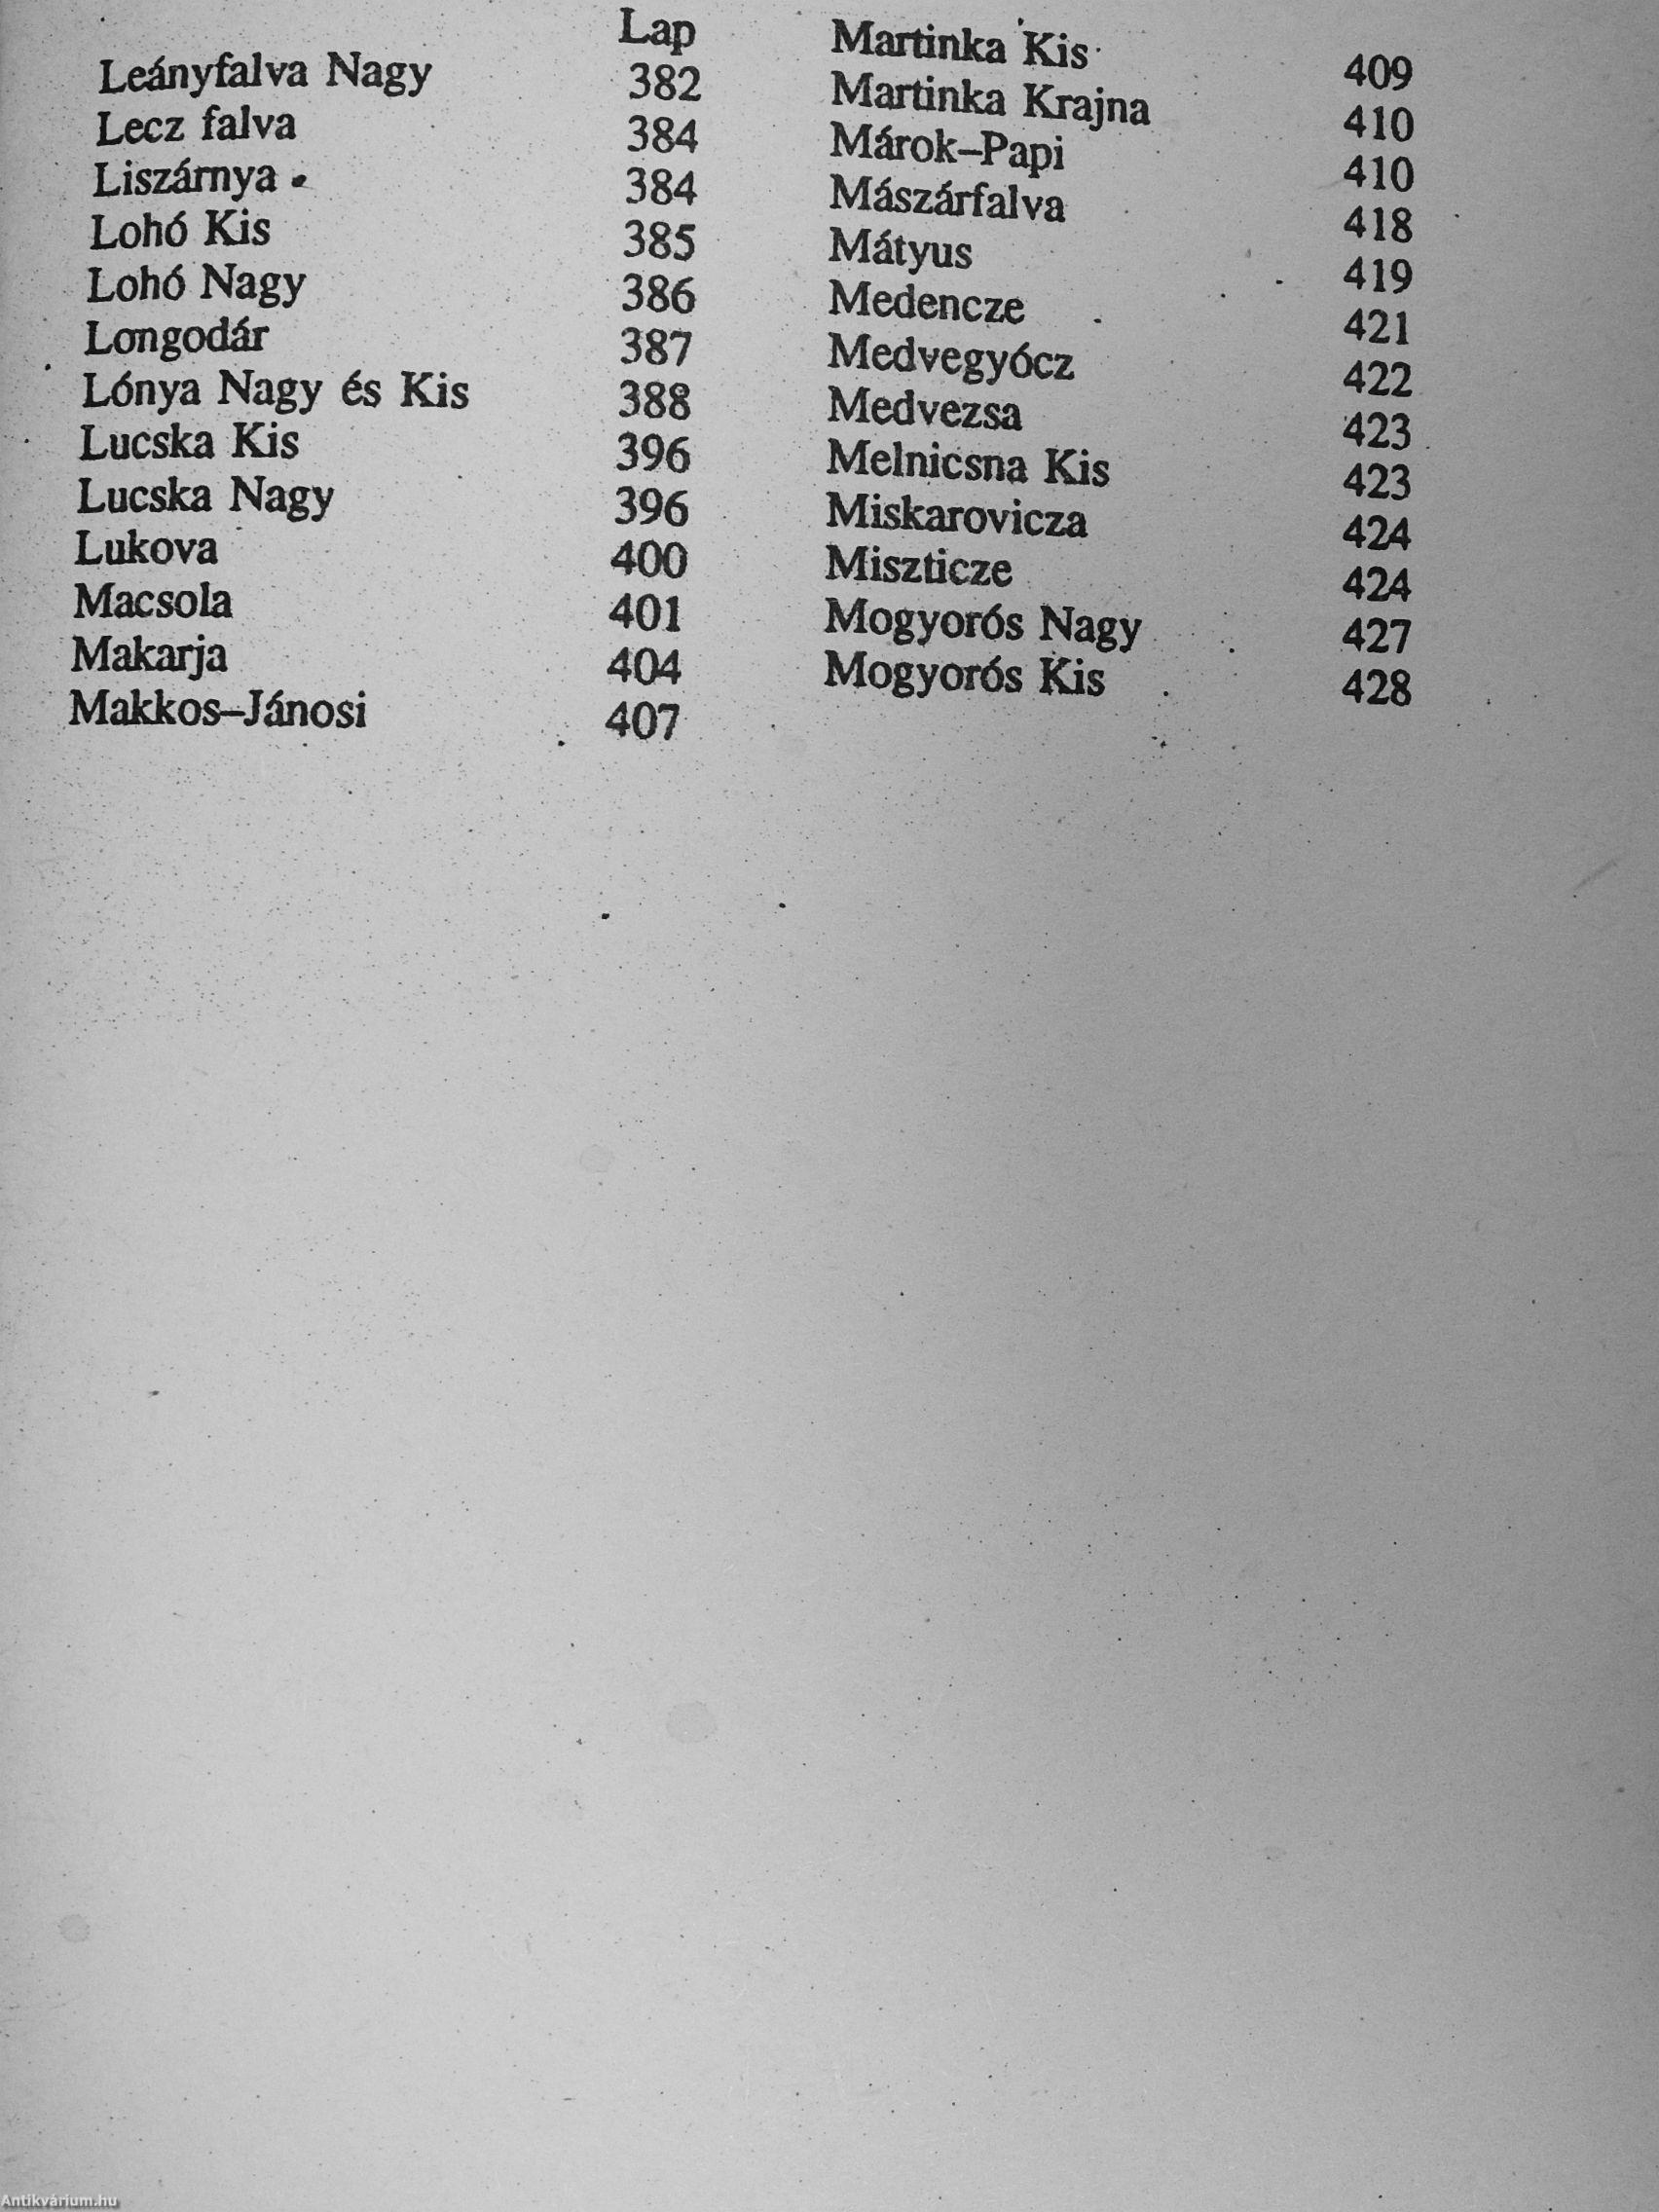 Lap
Leányfalva Nagy 382
Lecz falva 384
Liszárnya 384
Lohó Kis 385
Lohó Nagy 386
Longodár 387
Lónya Nagy és Kis 388
Lucska Kis 396
Lucska Nagy 396
Lukova 400
Macsola 401
Makarja 404
Makkos–Jánosi 407
Martinka Kis 409
Martinka Krajna 410
Márok–Papi 410
Mászárfalva 418
Mátyus 419
Medencze 421
Medvegyócz 422
Medvezsa 423
Melnicsna Kis 423
Miskarovicza 424
Miszticze 424
Mogyorós Nagy 427
Mogyorós Kis 428
Antikvárium.hu